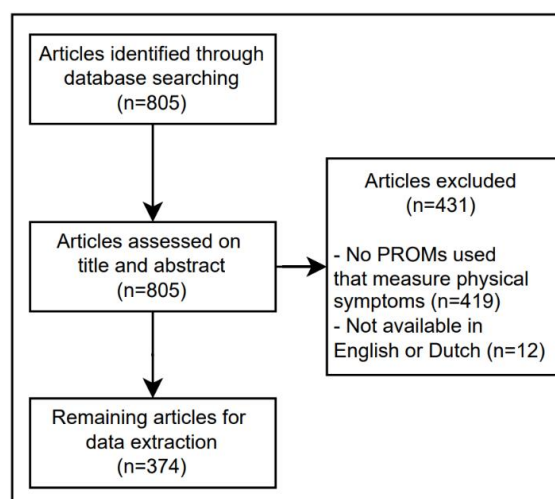 Articles identified through
database searching
(n=805)
Articles assessed on
title and abstract
(n=805)
Articles excluded
(n=431)
- No PROMs used
that measure physical
symptoms (n=419)
- Not available in
English or Dutch (n=12)
Remaining articles for
data extraction
(n=374)